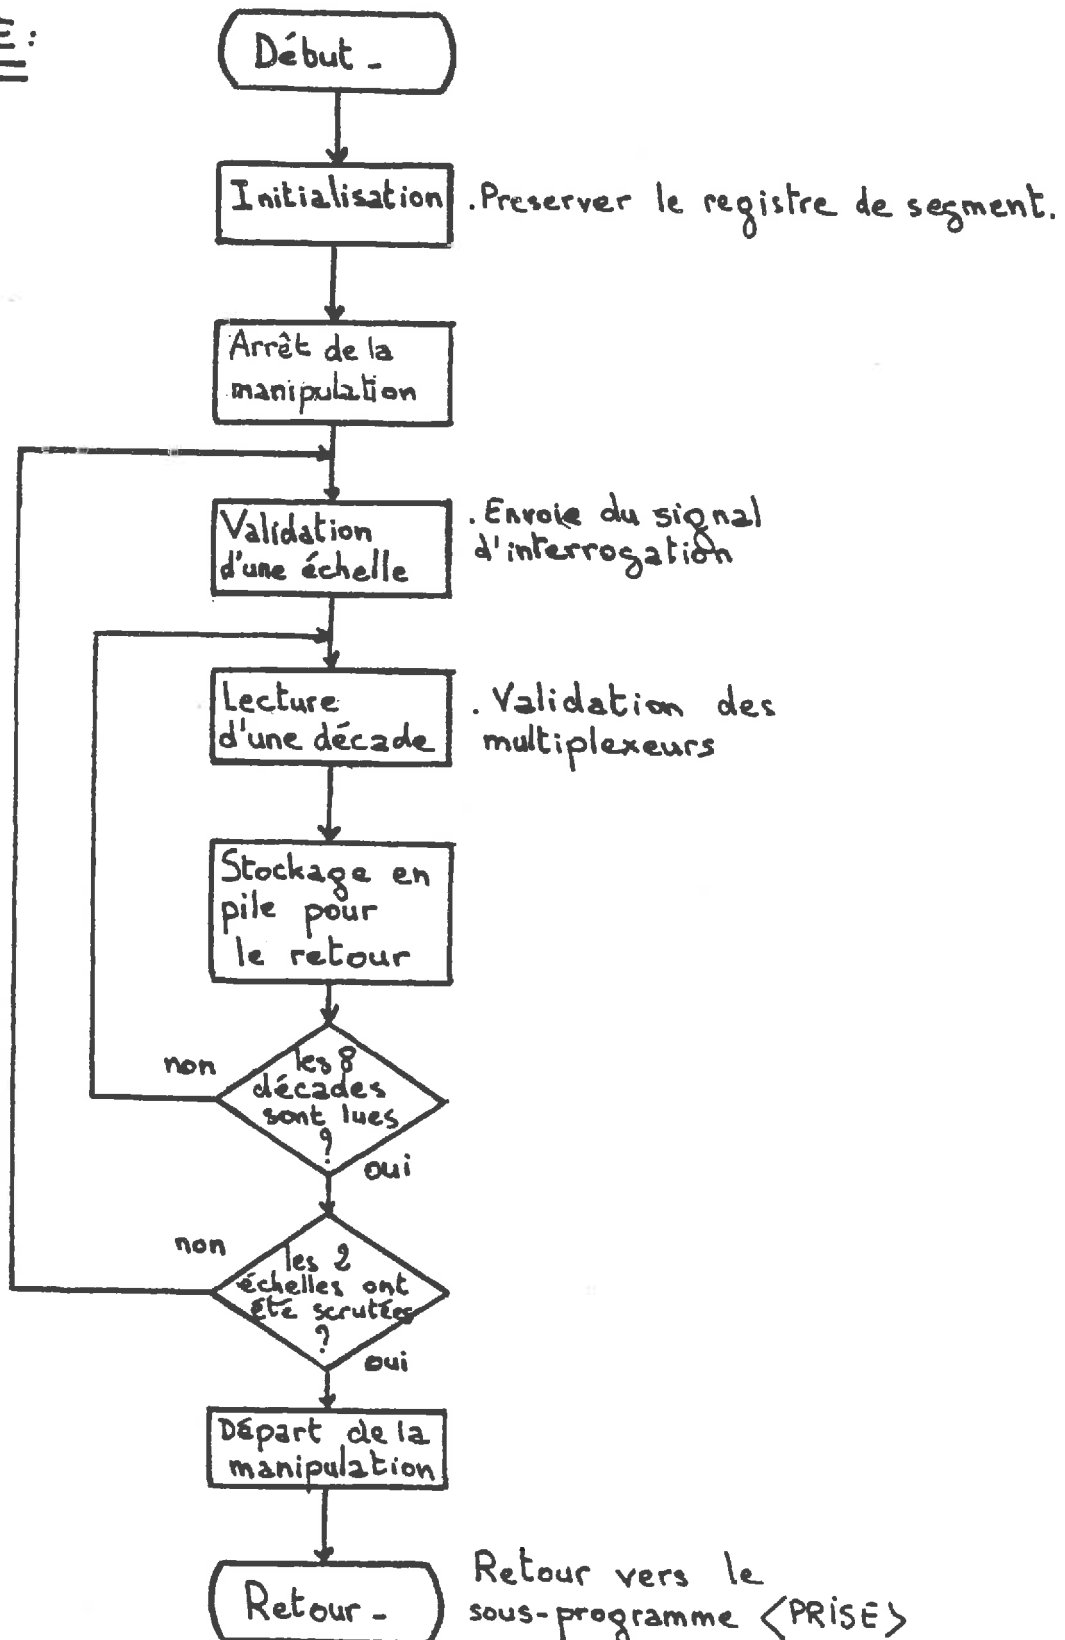 E:
Début -
Initialisation
. Preserver le registre de segment.
Arrêt de la
manipulation
Validation
d'une échelle
. Envoie du signal
d'interrogation
Lecture
d'une décade
. Validation des
multiplexeurs
Stockage en
pile pour
le retour
non
les 8
décades
sont lues
?
oui
non
les 2
échelles ont
été scrutées
?
oui
Départ de la
manipulation
Retour -
Retour vers le
sous-programme <PRISE>